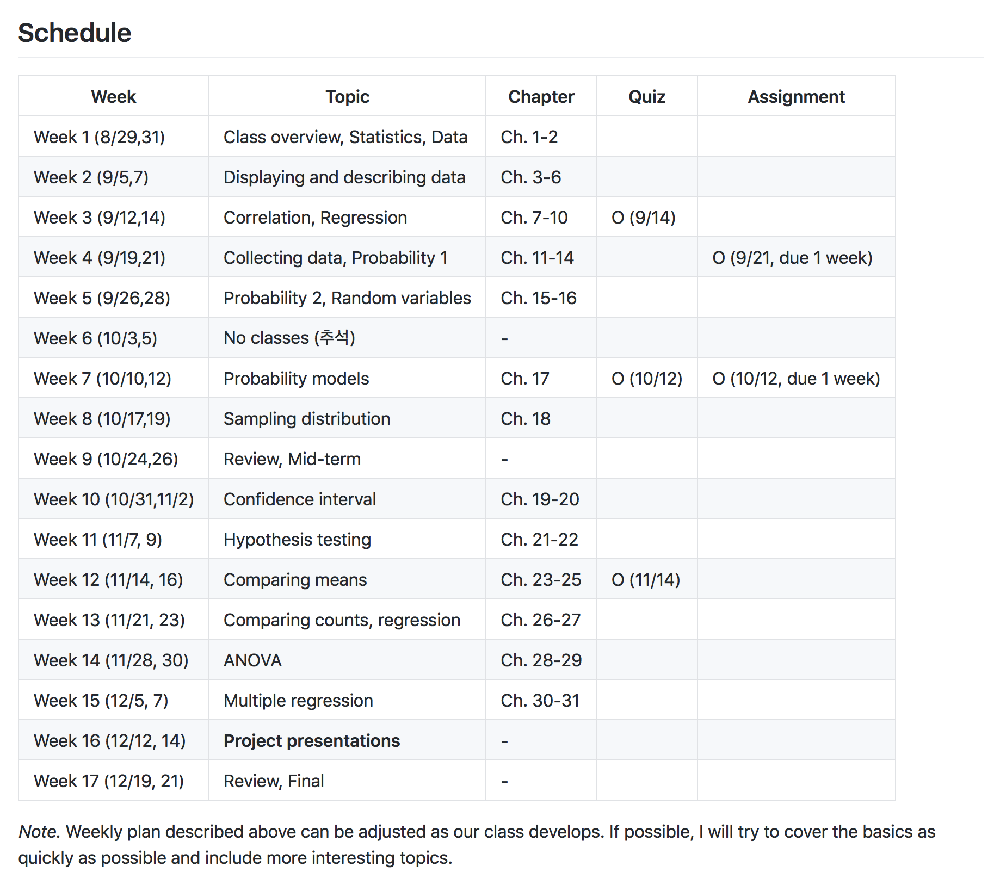 Schedule
Week Topic Chapter Quiz Assignment
Week 1 (8/29,31) Class overview, Statistics, Data Ch. 1-2
Week 2 (9/5,7) Displaying and describing data Ch. 3-6
Week 3 (9/12,14) Correlation, Regression Ch. 7-10 O (9/14)
Week 4 (9/19,21) Collecting data, Probability 1 Ch. 11-14 O (9/21, due 1 week)
Week 5 (9/26,28) Probability 2, Random variables Ch. 15-16
Week 6 (10/3,5) No classes (추석) -
Week 7 (10/10,12) Probability models Ch. 17 O (10/12) O (10/12, due 1 week)
Week 8 (10/17,19) Sampling distribution Ch. 18
Week 9 (10/24,26) Review, Mid-term -
Week 10 (10/31,11/2) Confidence interval Ch. 19-20
Week 11 (11/7, 9) Hypothesis testing Ch. 21-22
Week 12 (11/14, 16) Comparing means Ch. 23-25 O (11/14)
Week 13 (11/21, 23) Comparing counts, regression Ch. 26-27
Week 14 (11/28, 30) ANOVA Ch. 28-29
Week 15 (12/5, 7) Multiple regression Ch. 30-31
Week 16 (12/12, 14) Project presentations -
Week 17 (12/19, 21) Review, Final -
Note. Weekly plan described above can be adjusted as our class develops. If possible, I will try to cover the basics as
quickly as possible and include more interesting topics.